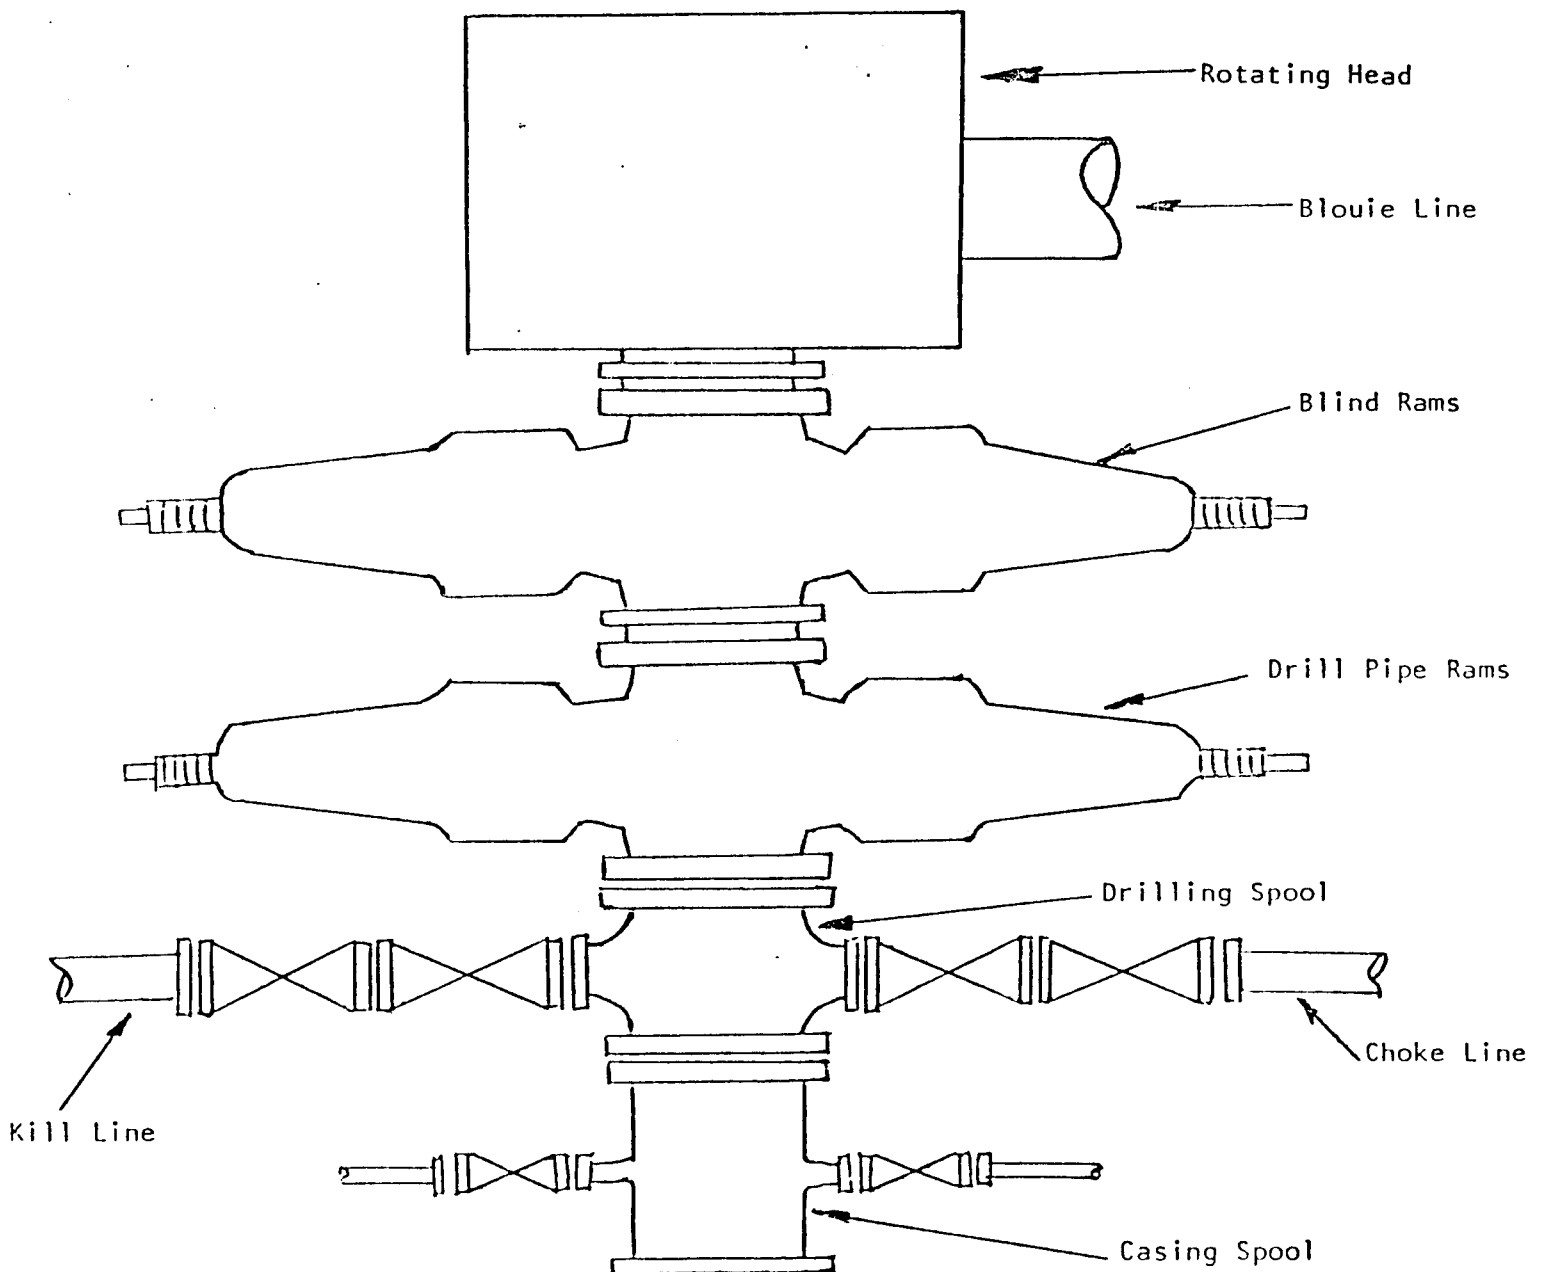 Rotating Head
Blouie Line
Blind Rams
Drill Pipe Rams
Drilling Spool
Choke Line
Kill Line
Casing Spool